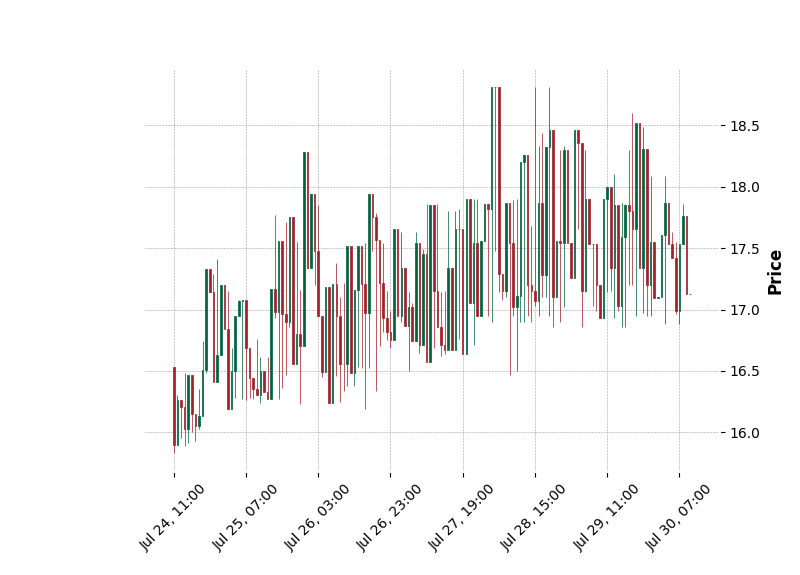 18.5
18.0
17.5
17.0
16.5
16.0
Price
Jul 24, 11:00
Jul 25, 07:00
Jul 26, 03:00
Jul 26, 23:00
Jul 27, 19:00
Jul 28, 15:00
Jul 29, 11:00
Jul 30, 07:00